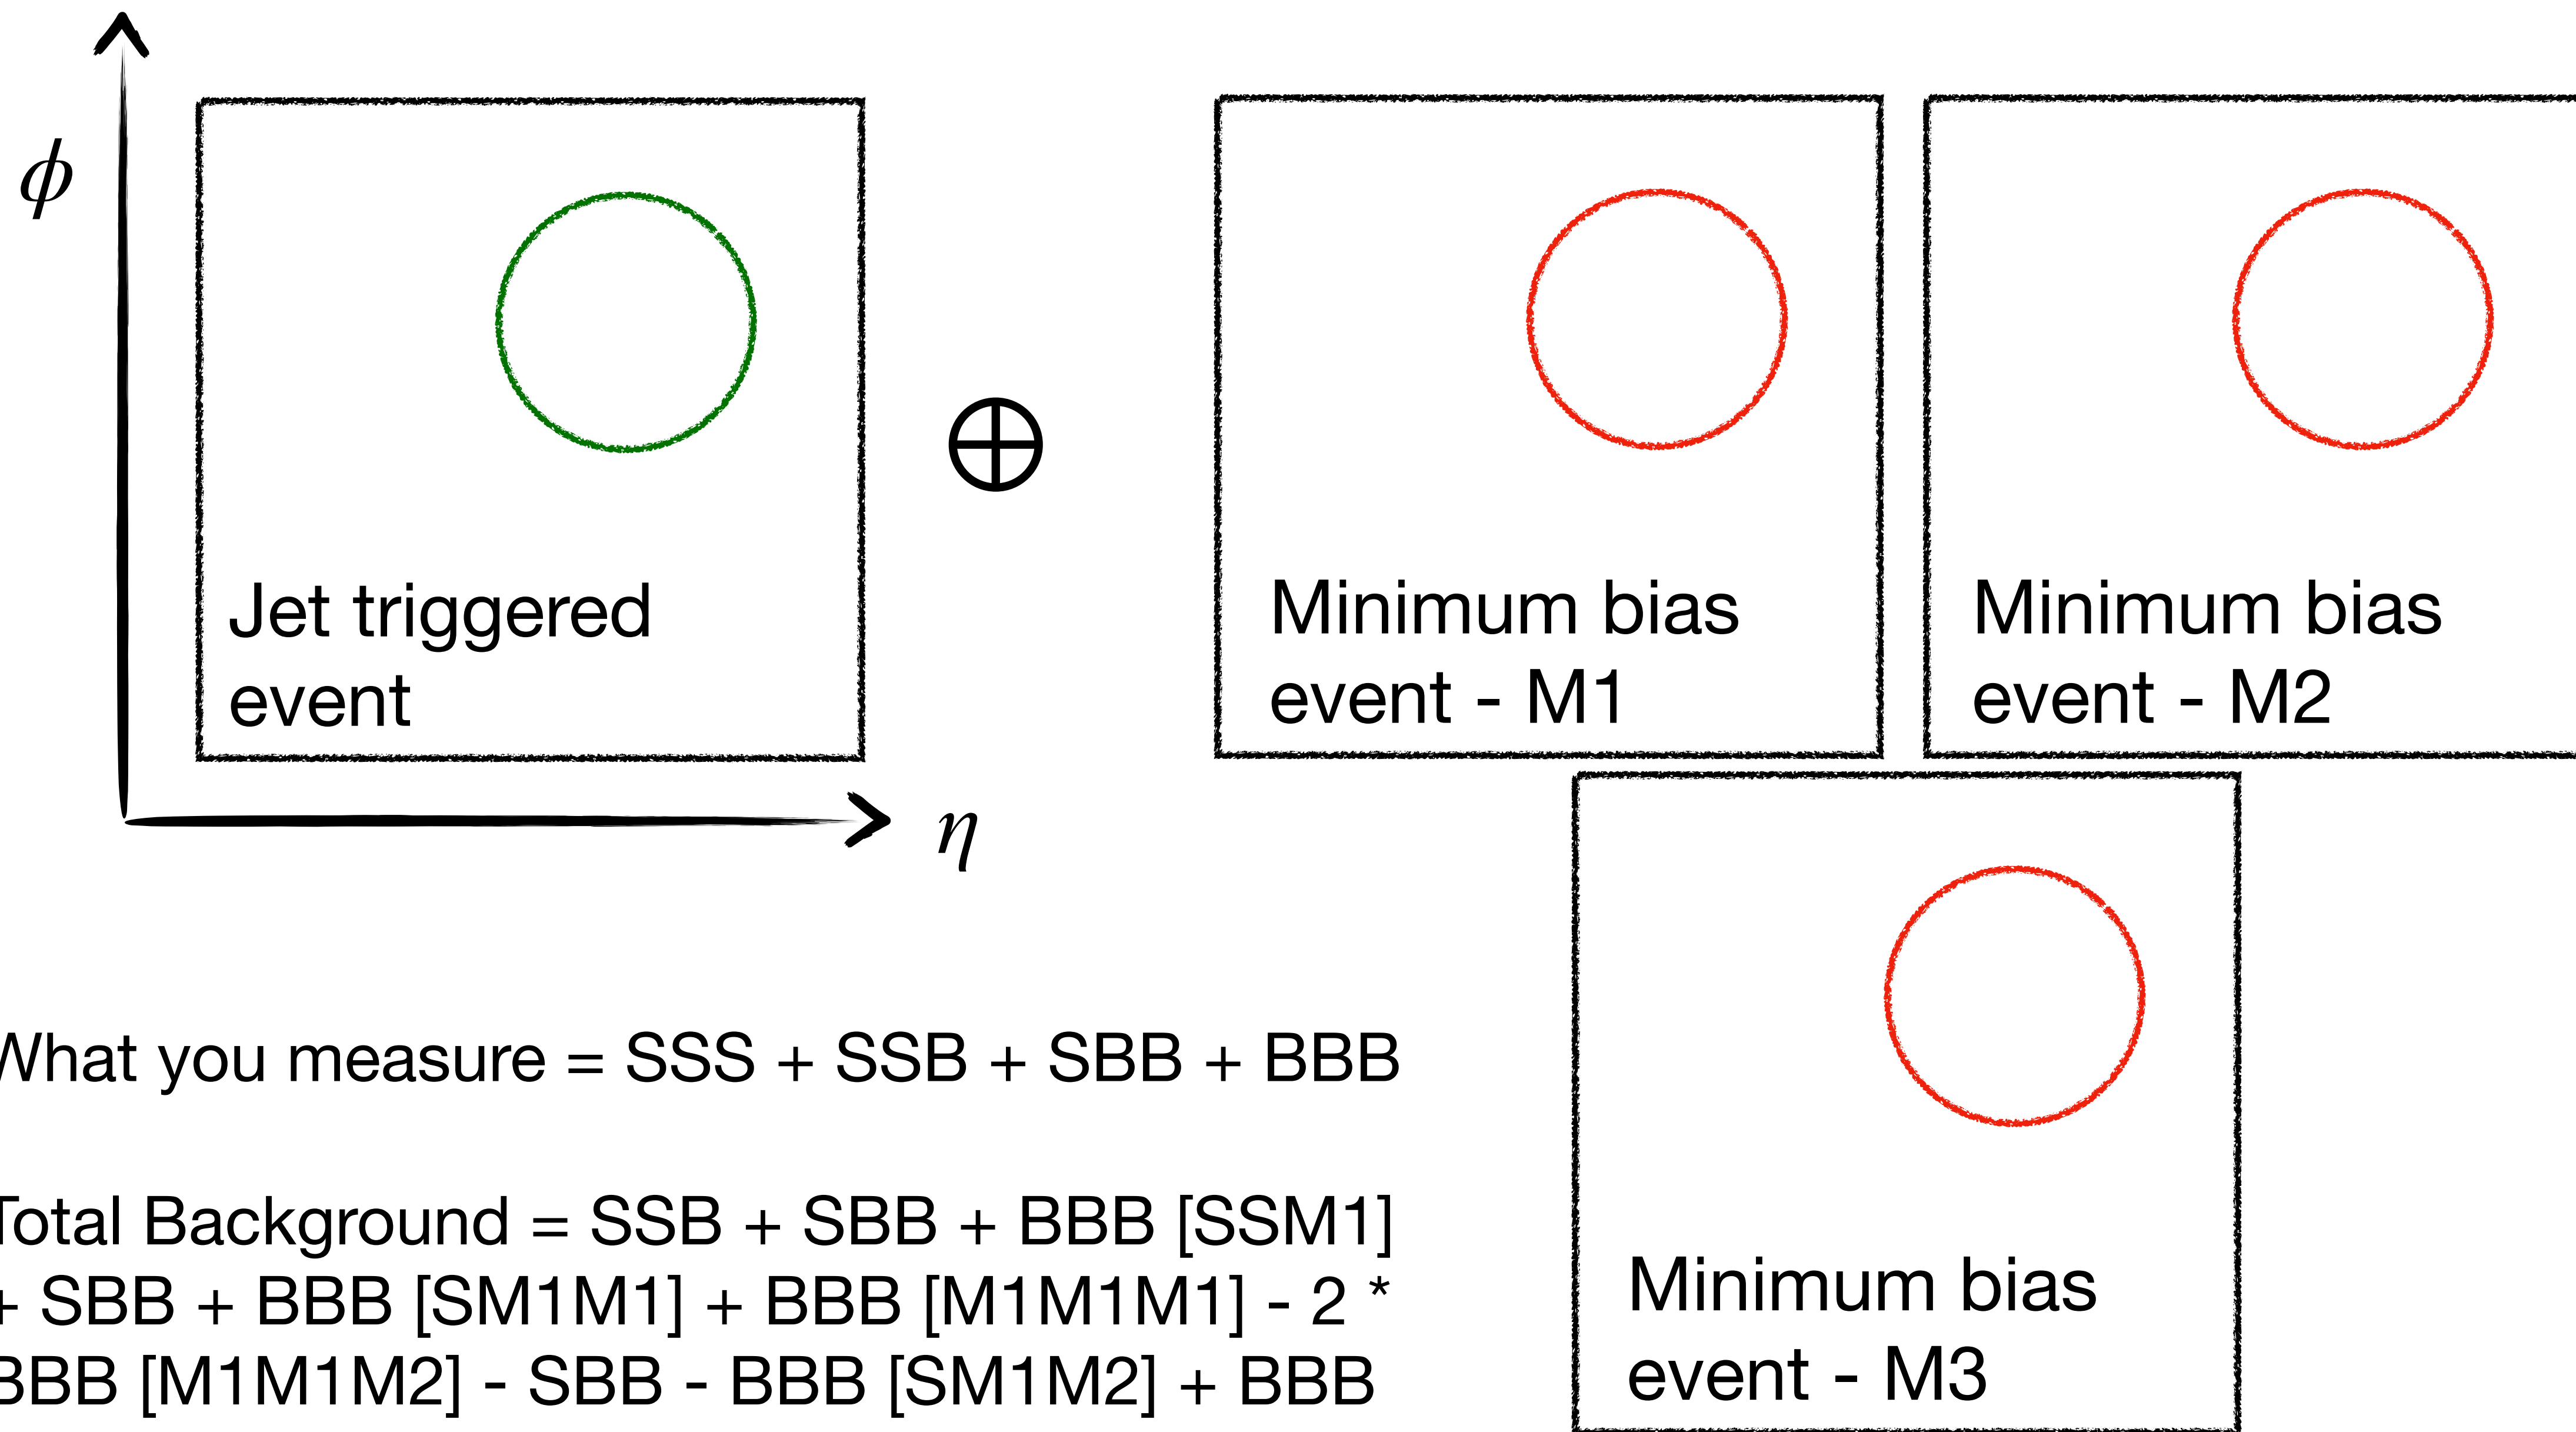 ϕ
Jet triggered
event
η
⊕
Minimum bias
event - M1
Minimum bias
event - M2
Minimum bias
event - M3
What you measure = SSS + SSB + SBB + BBB
Total Background = SSB + SBB + BBB [SSM1]
+ SBB + BBB [SM1M1] + BBB [M1M1M1] - 2 *
BBB [M1M1M2] - SBB - BBB [SM1M2] + BBB